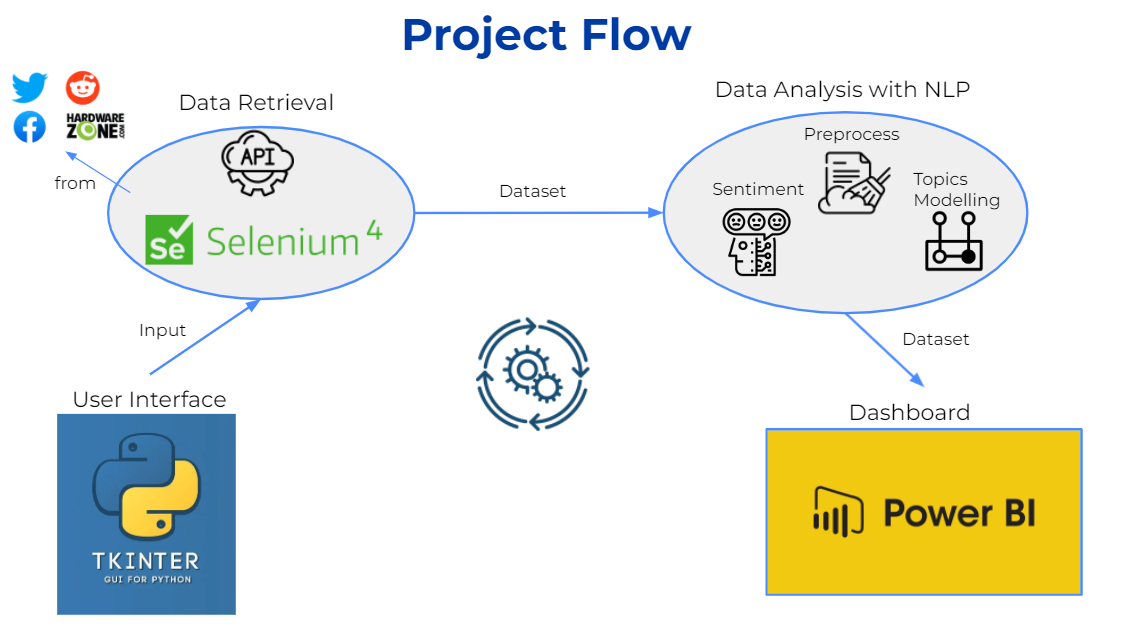 Project Flow
HARDWARE
ZONE
.COM
Data Retrieval
API
from
Se
Selenium 4
Dataset
Data Analysis with NLP
Preprocess
Sentiment
Topics
Modelling
Input
Dataset
User Interface
TKINTER
GUI FOR PYTHON
Dashboard
Power BI